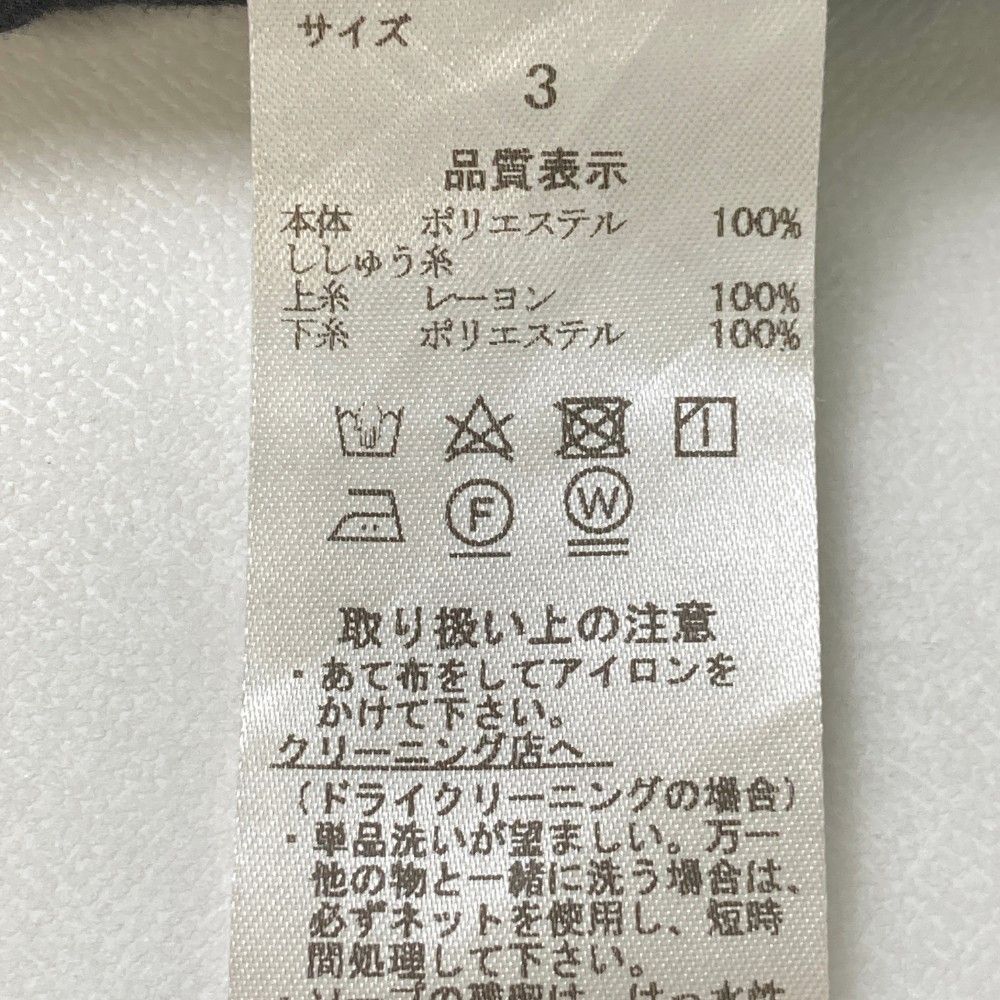 サイズ
3
品質表示
本体 ポリエステル 100%
ししゅう糸
上糸 レーヨン 100%
下糸 ポリエステル 100%
F W
取り扱い上の注意
・あて布をしてアイロンを
かけて下さい。
クリーニング店へ
(ドライクリーニングの場合)
・単品洗いが望ましい。万一
他の物と一緒に洗う場合は、
必ずネットを使用し、短時
間処理して下さい。